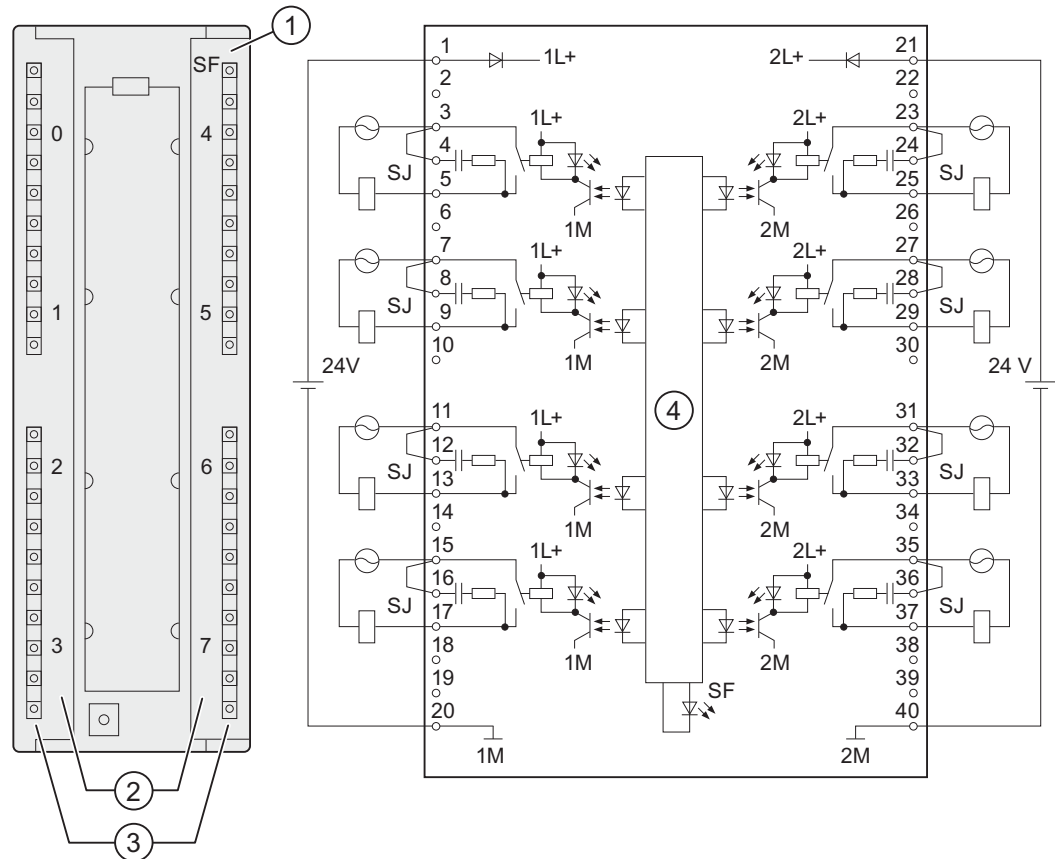 1
SF
0
4
1
5
2
6
3
7
2
3
1
1L+
2L+
21
2
22
3
1L+
2L+
23
4
24
SJ
SJ
5
25
6
1M
2M
26
7
1L+
2L+
27
8
28
SJ
SJ
9
29
10
1M
2M
30
24V
24 V
4
11
1L+
2L+
31
12
32
SJ
SJ
13
33
14
1M
2M
34
15
1L+
2L+
35
16
36
SJ
SJ
17
37
18
1M
2M
38
19
SF
39
20
40
1M
2M